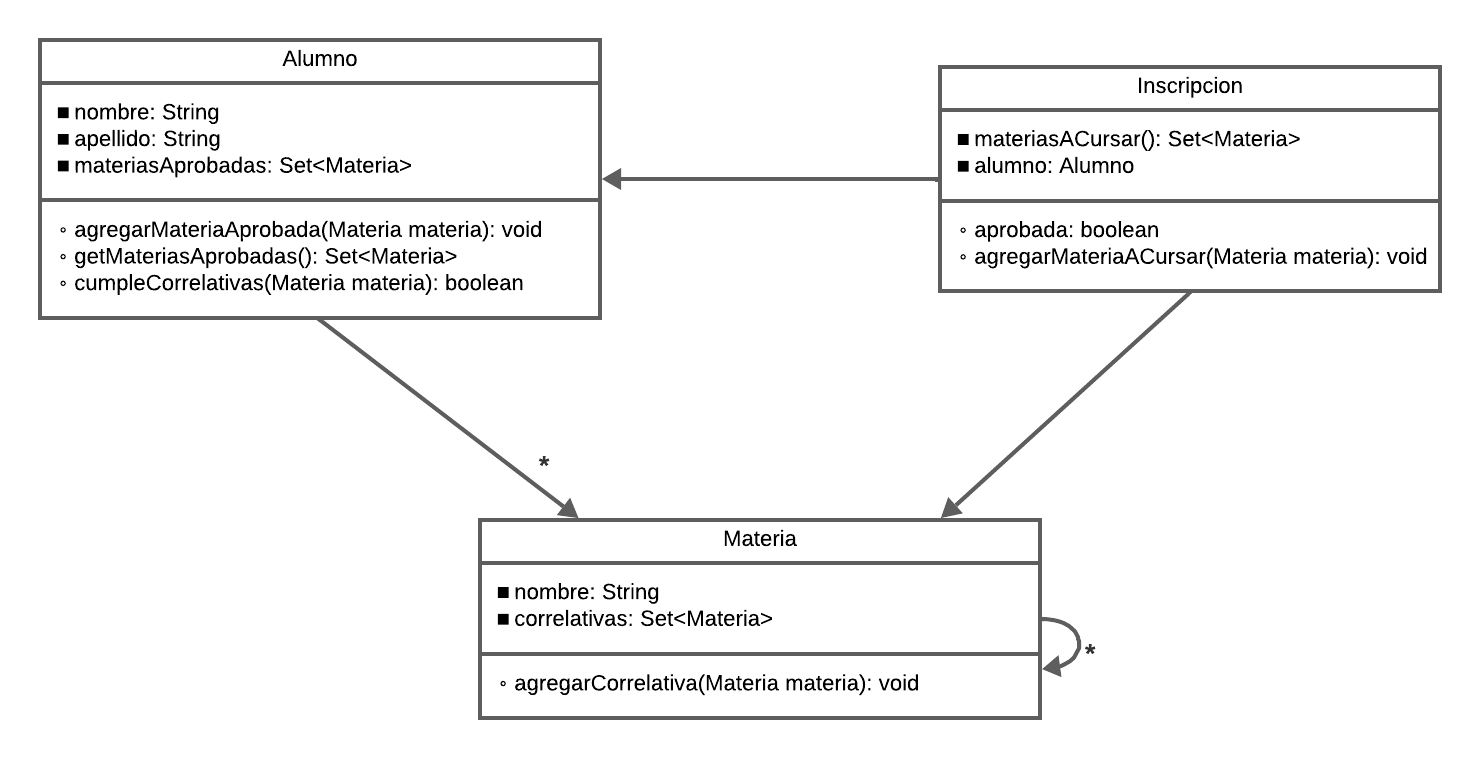 Alumno
■ nombre: String
■ apellido: String
■ materiasAprobadas: Set<Materia>
◦ agregarMateriaAprobada(Materia materia): void
◦ getMateriasAprobadas(): Set<Materia>
◦ cumpleCorrelativas(Materia materia): boolean
Inscripcion
■ materiasACursar(): Set<Materia>
■ alumno: Alumno
◦ aprobada: boolean
◦ agregarMateriaACursar(Materia materia): void
*
Materia
■ nombre: String
■ correlativas: Set<Materia>
◦ agregarCorrelativa(Materia materia): void
*